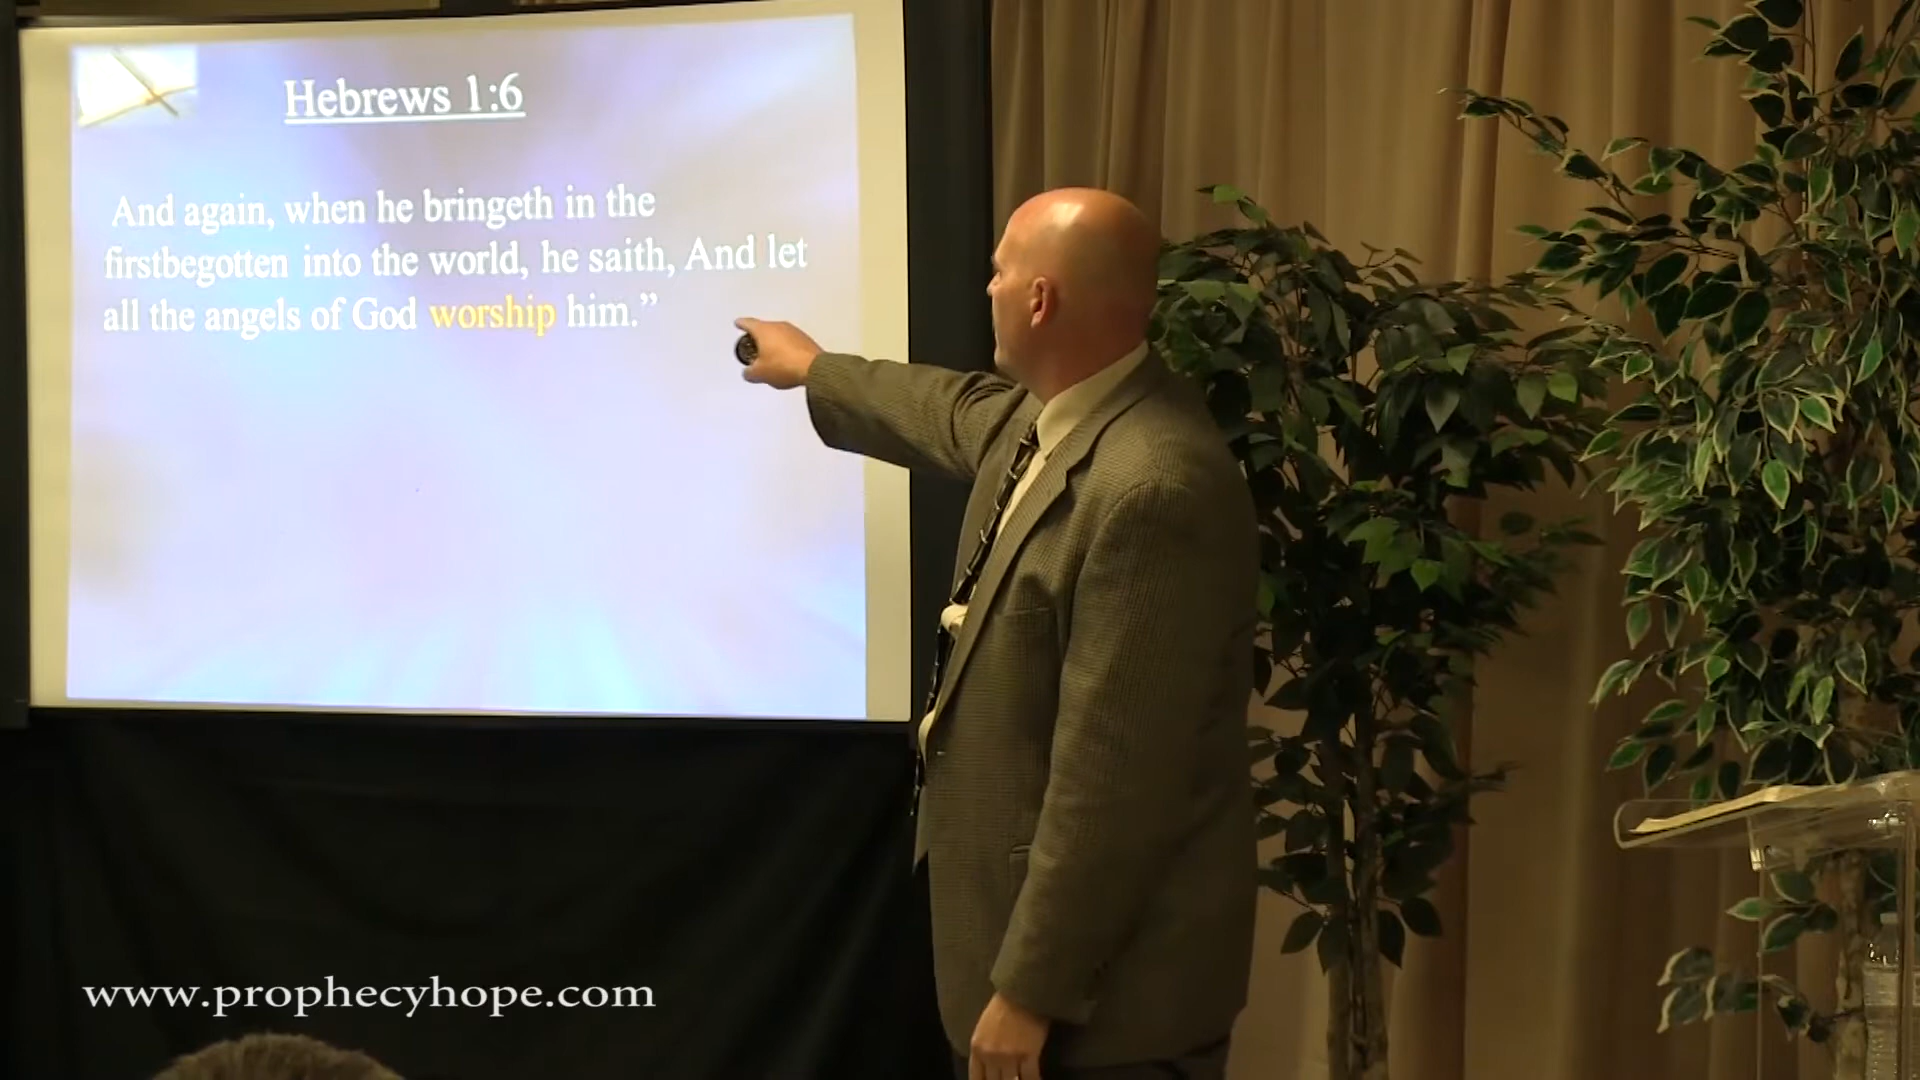 Hebrews 1:6
And again, when he bringeth in the
firstbegotten into the world, he saith, And let
all the angels of God worship him.”
www.prophecyhope.com